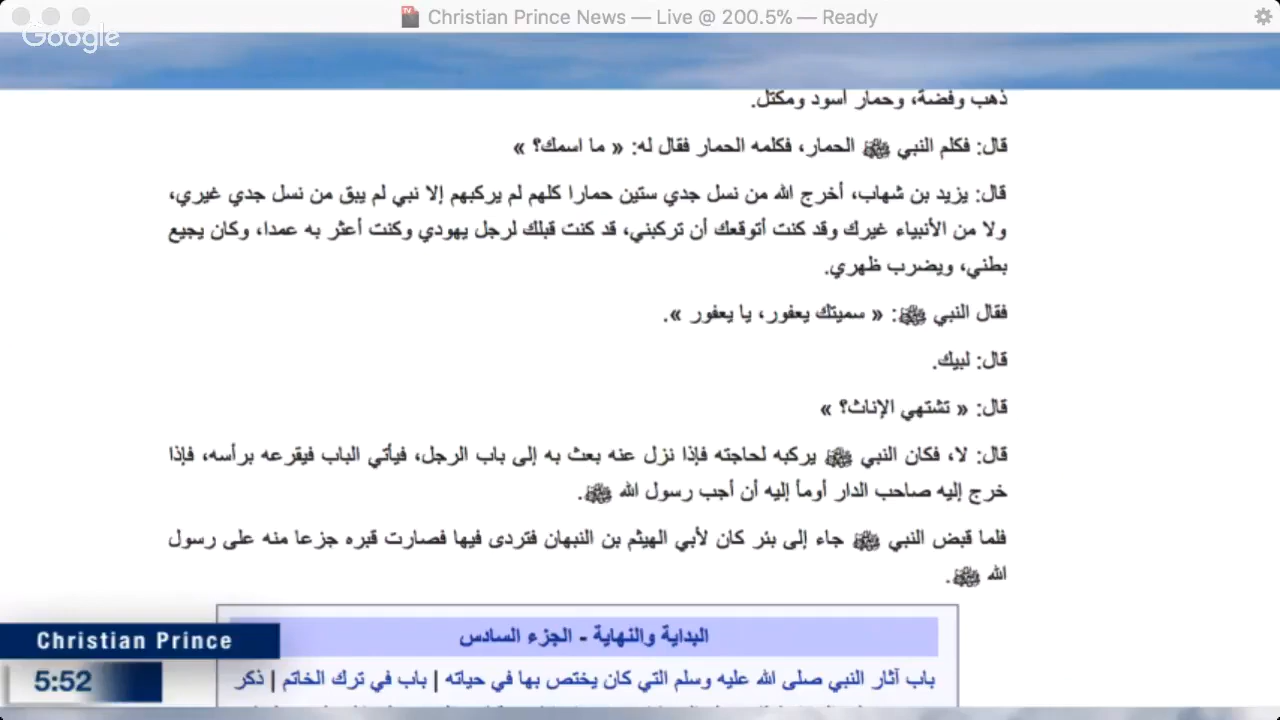 Christian Prince News — Live @ 200.5% — Ready
Google
ذهب وفضة، وحمار أسود ومكتل.
قال: فكلم النبي ﷺ الحمار، فكلمه الحمار فقال له: « ما اسمك؟ »
قال: يزيد بن شهاب، أخرج الله من نسل جدي ستين حمارا كلهم لم يركبهم إلا نبي لم يبق من نسل جدي غيري،
ولا من الأنبياء غيرك وقد كنت أتوقعك أن تركبني، قد كنت قبلك لرجل يهودي وكنت أعثر به عمدا، وكان يجيع
بطني، ويضرب ظهري.
فقال النبي ﷺ: « سميتك يعفور، يا يعفور ».
قال: لبيك.
قال: « تشتهي الإناث؟ »
قال: لا، فكان النبي ﷺ يركبه لحاجته فإذا نزل عنه بعث به إلى باب الرجل، فيأتي الباب فيقرعه برأسه، فإذا
خرج إليه صاحب الدار أومأ إليه أن أجب رسول الله ﷺ.
فلما قبض النبي ﷺ جاء إلى بئر كان لأبي الهيثم بن النبهان فتردى فيها فصارت قبره جزعا منه على رسول
الله ﷺ.
البداية والنهاية - الجزء السادس
باب آثار النبي صلى الله عليه وسلم التي كان يختص بها في حياته | باب في ترك الخاتم | ذكر
Christian Prince
5:52